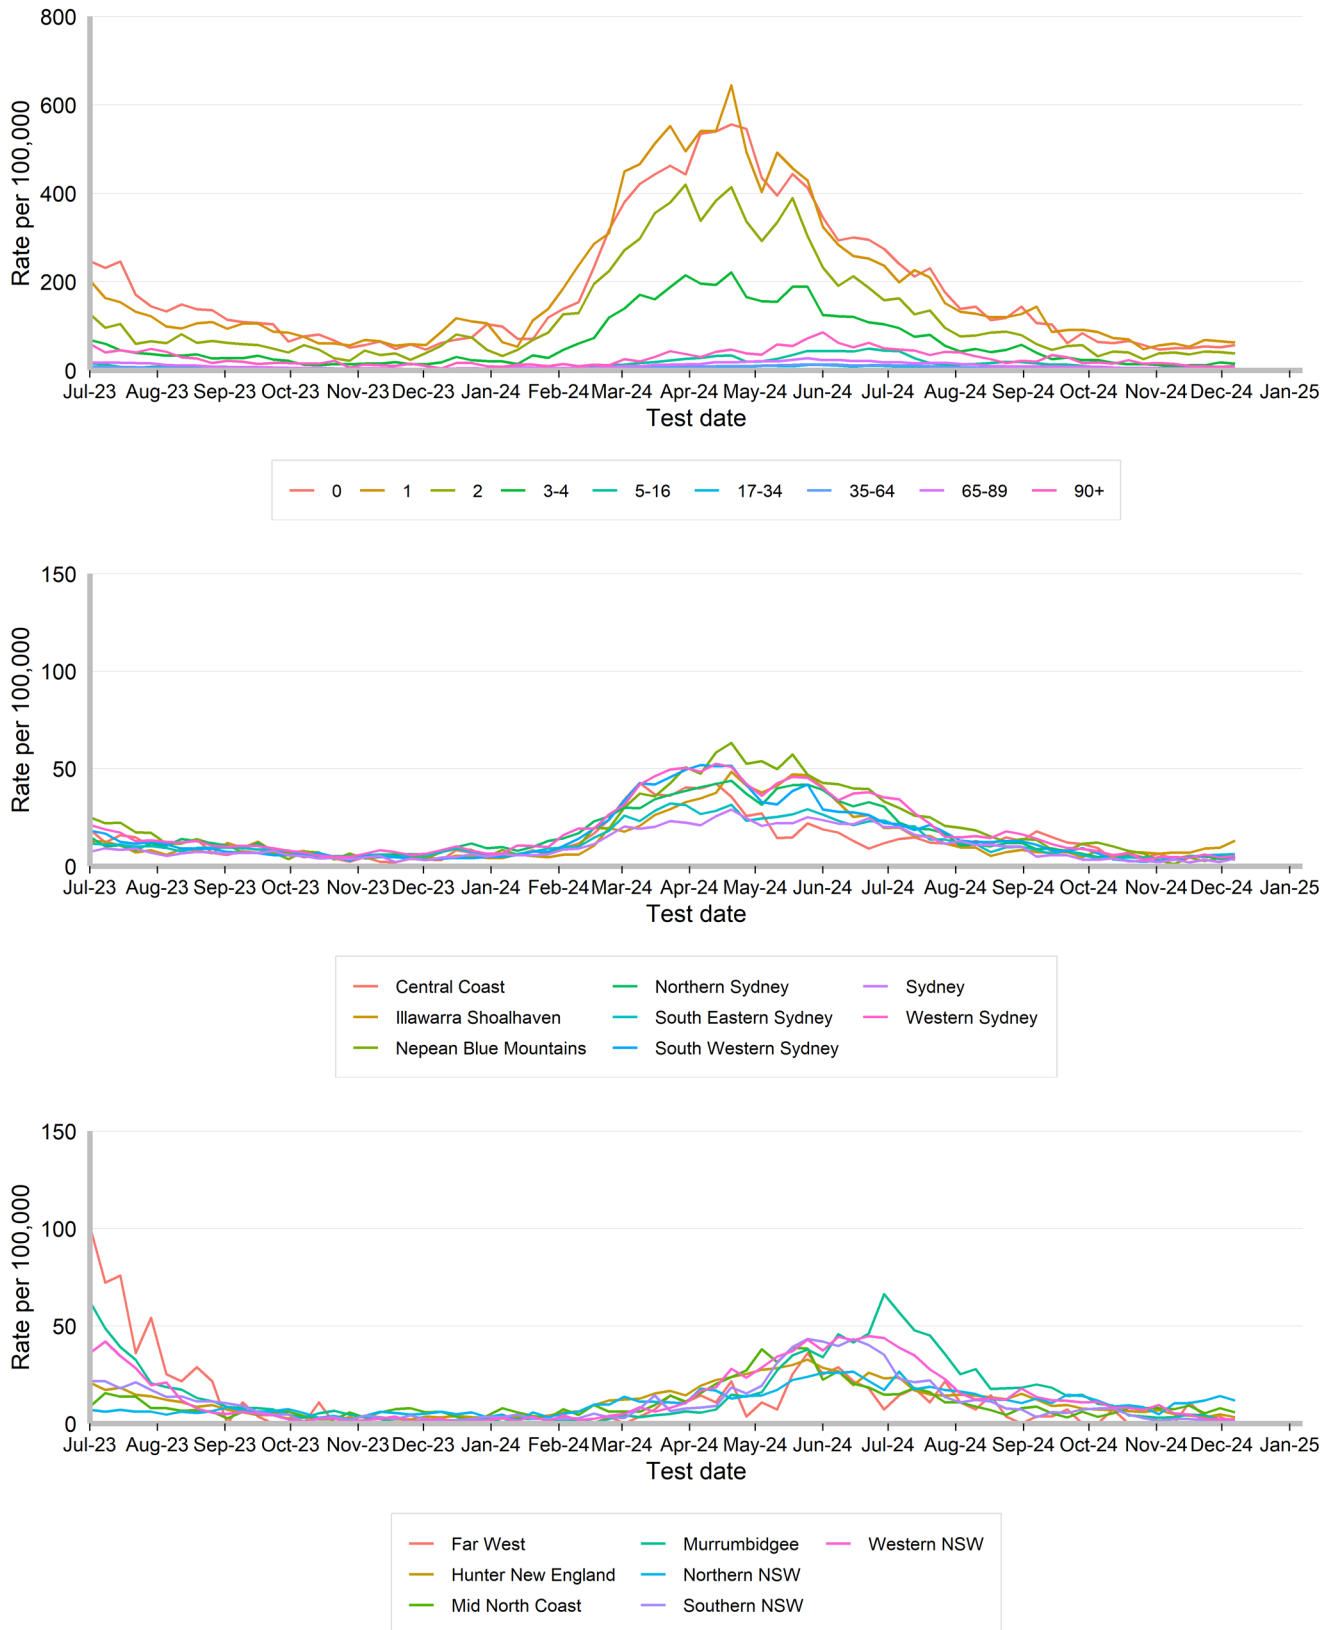 800
600
400
200
0
Rate per 100,000
Jul-23 Aug-23 Sep-23 Oct-23 Nov-23 Dec-23 Jan-24 Feb-24 Mar-24 Apr-24 May-24 Jun-24 Jul-24 Aug-24 Sep-24 Oct-24 Nov-24 Dec-24 Jan-25
Test date
0 1 2 3-4 5-16 17-34 35-64 65-89 90+
150
100
50
0
Rate per 100,000
Jul-23 Aug-23 Sep-23 Oct-23 Nov-23 Dec-23 Jan-24 Feb-24 Mar-24 Apr-24 May-24 Jun-24 Jul-24 Aug-24 Sep-24 Oct-24 Nov-24 Dec-24 Jan-25
Test date
Central Coast Northern Sydney Sydney
Illawarra Shoalhaven South Eastern Sydney Western Sydney
Nepean Blue Mountains South Western Sydney
150
100
50
0
Rate per 100,000
Jul-23 Aug-23 Sep-23 Oct-23 Nov-23 Dec-23 Jan-24 Feb-24 Mar-24 Apr-24 May-24 Jun-24 Jul-24 Aug-24 Sep-24 Oct-24 Nov-24 Dec-24 Jan-25
Test date
Far West Murrumbidgee Western NSW
Hunter New England Northern NSW
Mid North Coast Southern NSW